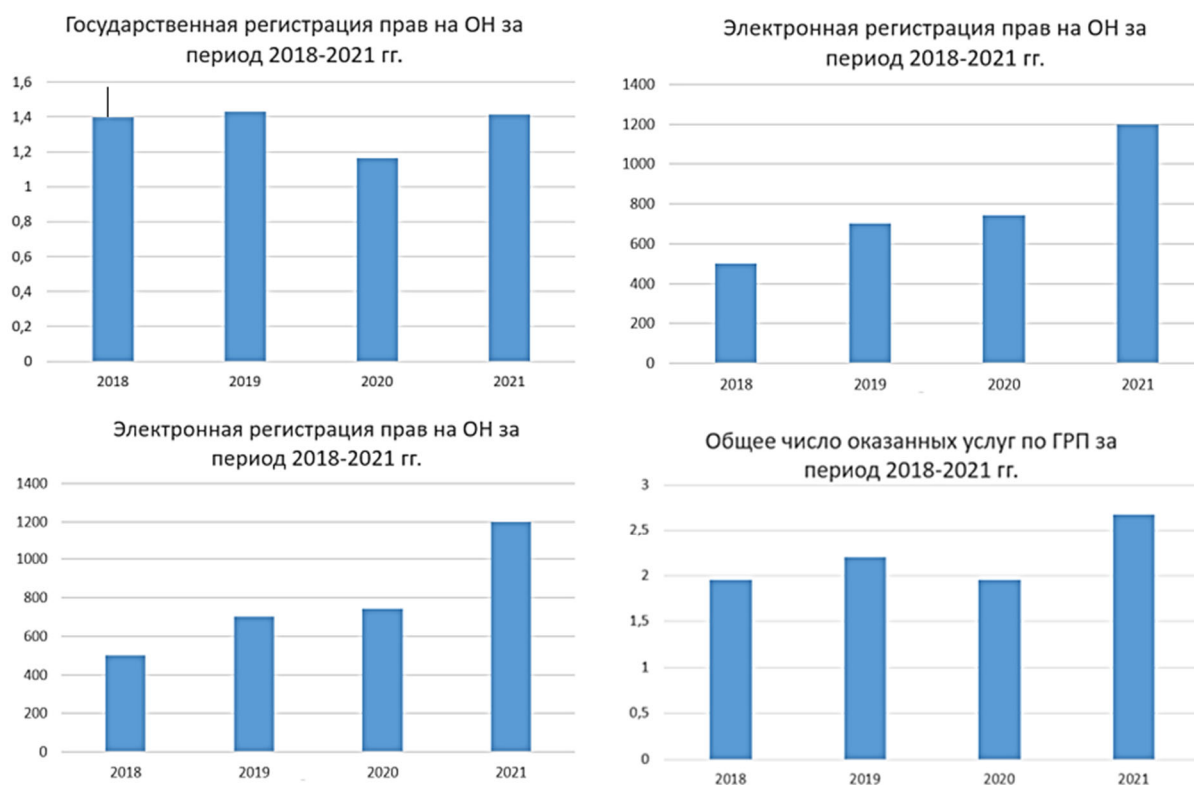 Государственная регистрация прав на ОН за
период 2018-2021 гг.
1,6
1,4
1,2
1
0,8
0,6
0,4
0,2
0
2018 2019 2020 2021
Электронная регистрация прав на ОН за
период 2018-2021 гг.
1400
1200
1000
800
600
400
200
0
2018 2019 2020 2021
Электронная регистрация прав на ОН за
период 2018-2021 гг.
1400
1200
1000
800
600
400
200
0
2018 2019 2020 2021
Общее число оказанных услуг по ГРП за
период 2018-2021 гг.
3
2,5
2
1,5
1
0,5
0
2018 2019 2020 2021